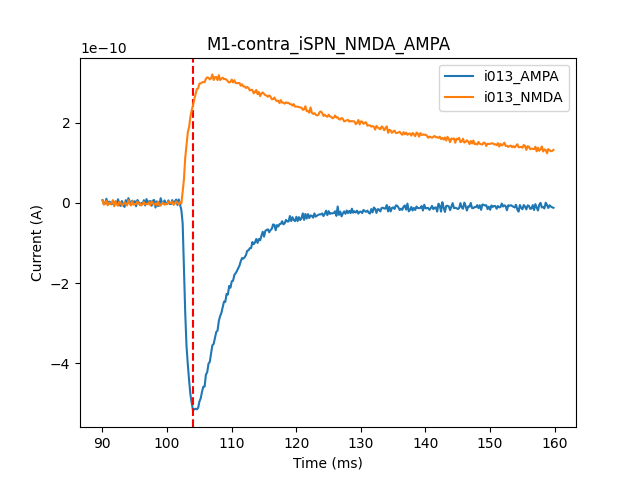 M1-contra_iSPN_NMDA_AMPA
1e−10
i013_AMPA
i013_NMDA
2
0
−2
−4
Current (A)
90 100 110 120 130 140 150 160
Time (ms)